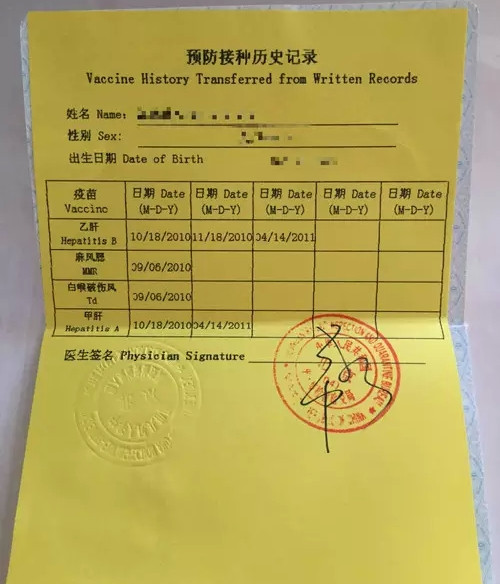 预防接种历史记录
Vaccine History Transferred from Written Records
姓名 Name:
性别 Sex:
出生日期 Date of Birth
疫苗 Vaccine 日期 Date (M-D-Y) 日期 Date (M-D-Y) 日期 Date (M-D-Y) 日期 Date (M-D-Y) 日期 Date (M-D-Y)
乙肝 Hepatitis B 10/18/2010 11/18/2010 04/14/2011
麻风腮 MMR 09/06/2010
白喉破伤风 Td 09/06/2010
甲肝 Hepatitis A 10/18/2010 04/14/2011
医生签名 Physician Signature